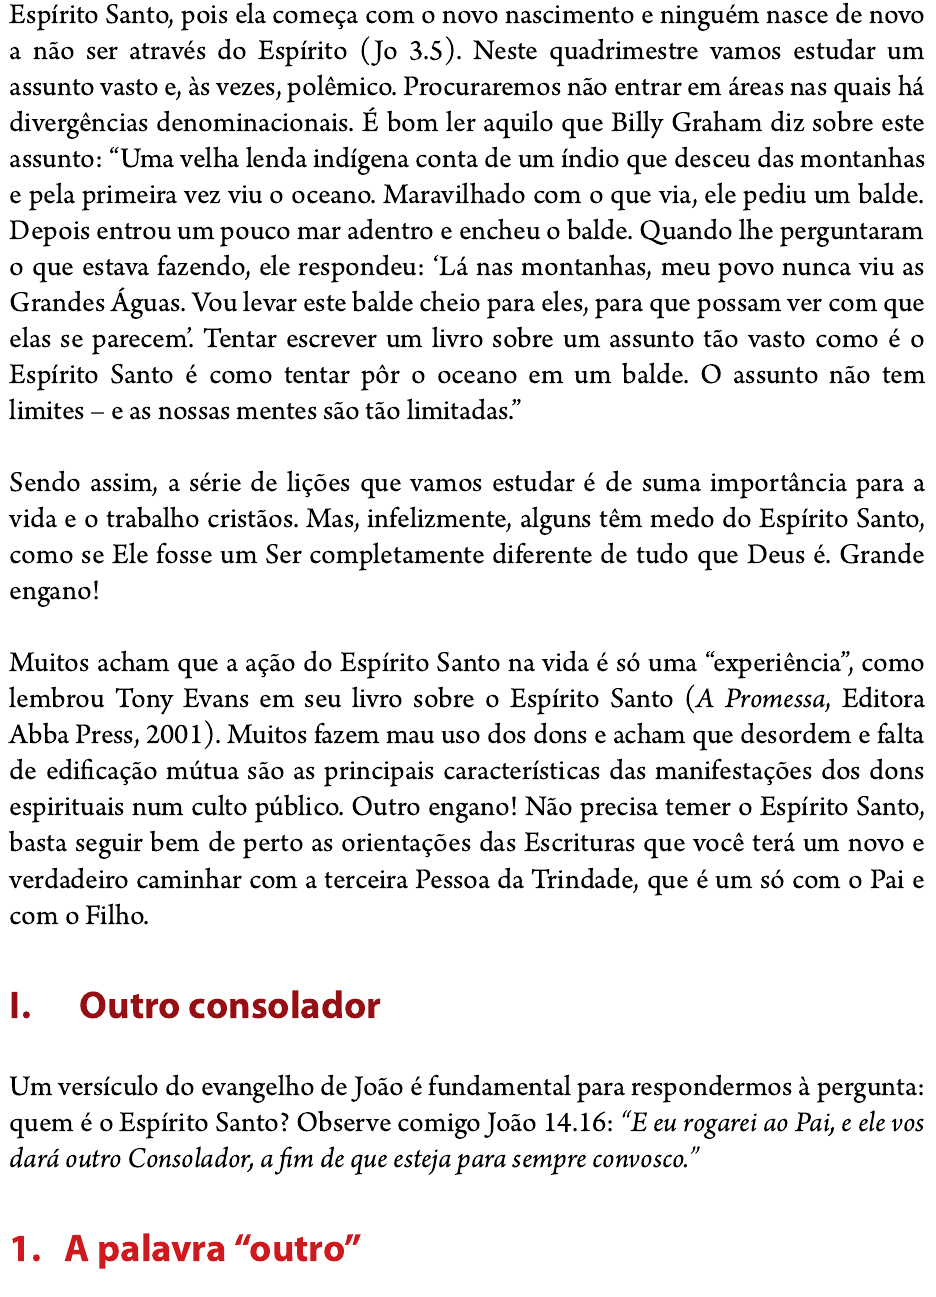 Espírito Santo, pois ela começa com o novo nascimento e ninguém nasce de novo
a não ser através do Espírito (Jo 3.5). Neste quadrimestre vamos estudar um
assunto vasto e, às vezes, polêmico. Procuraremos não entrar em áreas nas quais há
divergências denominacionais. É bom ler aquilo que Billy Graham diz sobre este
assunto: “Uma velha lenda indígena conta de um índio que desceu das montanhas
e pela primeira vez viu o oceano. Maravilhado com o que via, ele pediu um balde.
Depois entrou um pouco mar adentro e encheu o balde. Quando lhe perguntaram
o que estava fazendo, ele respondeu: ‘Lá nas montanhas, meu povo nunca viu as
Grandes Águas. Vou levar este balde cheio para eles, para que possam ver com que
elas se parecem’. Tentar escrever um livro sobre um assunto tão vasto como é o
Espírito Santo é como tentar pôr o oceano em um balde. O assunto não tem
limites – e as nossas mentes são tão limitadas.”
Sendo assim, a série de lições que vamos estudar é de suma importância para a
vida e o trabalho cristãos. Mas, infelizmente, alguns têm medo do Espírito Santo,
como se Ele fosse um Ser completamente diferente de tudo que Deus é. Grande
engano!
Muitos acham que a ação do Espírito Santo na vida é só uma “experiência”, como
lembrou Tony Evans em seu livro sobre o Espírito Santo (A Promessa, Editora
Abba Press, 2001). Muitos fazem mau uso dos dons e acham que desordem e falta
de edificação mútua são as principais características das manifestações dos dons
espirituais num culto público. Outro engano! Não precisa temer o Espírito Santo,
basta seguir bem de perto as orientações das Escrituras que você terá um novo e
verdadeiro caminhar com a terceira Pessoa da Trindade, que é um só com o Pai e
com o Filho.
I. Outro consolador
Um versículo do evangelho de João é fundamental para respondermos à pergunta:
quem é o Espírito Santo? Observe comigo João 14.16: “E eu rogarei ao Pai, e ele vos
dará outro Consolador, a fim de que esteja para sempre convosco.”
1. A palavra “outro”